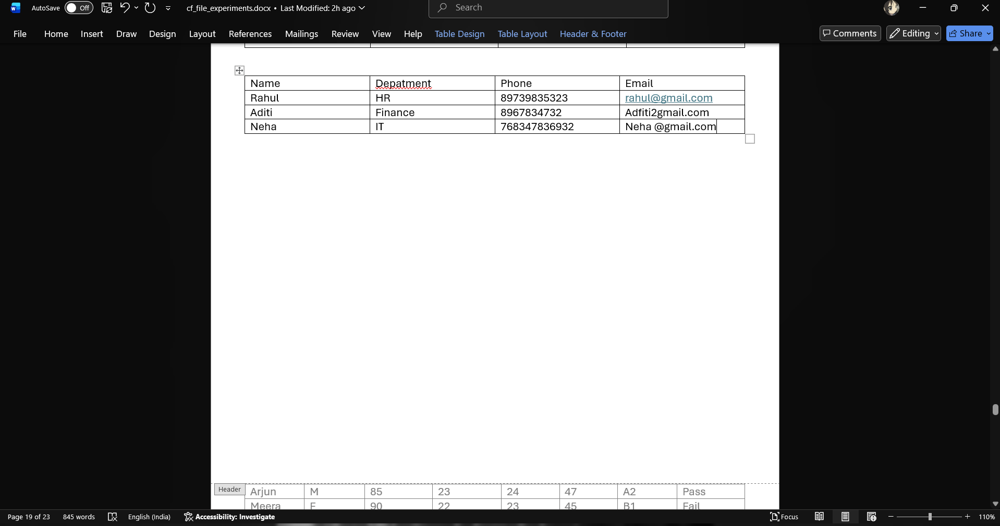 AutoSave Off cf_file_experiments.docx • Last Modified: 2h ago Search
File Home Insert Draw Design Layout References Mailings Review View Help Table Design Table Layout Header & Footer Comments Editing Share
Name Depatment Phone Email
Rahul HR 89739835323 rahul@gmail.com
Aditi Finance 8967834732 Adfiti2gmail.com
Neha IT 768347836932 Neha @gmail.com
Header Arjun M 85 23 24 47 A2 Pass
Meera F 90 22 23 45 B1 Fail
Page 19 of 23 845 words English (India) Accessibility: Investigate Focus 110%